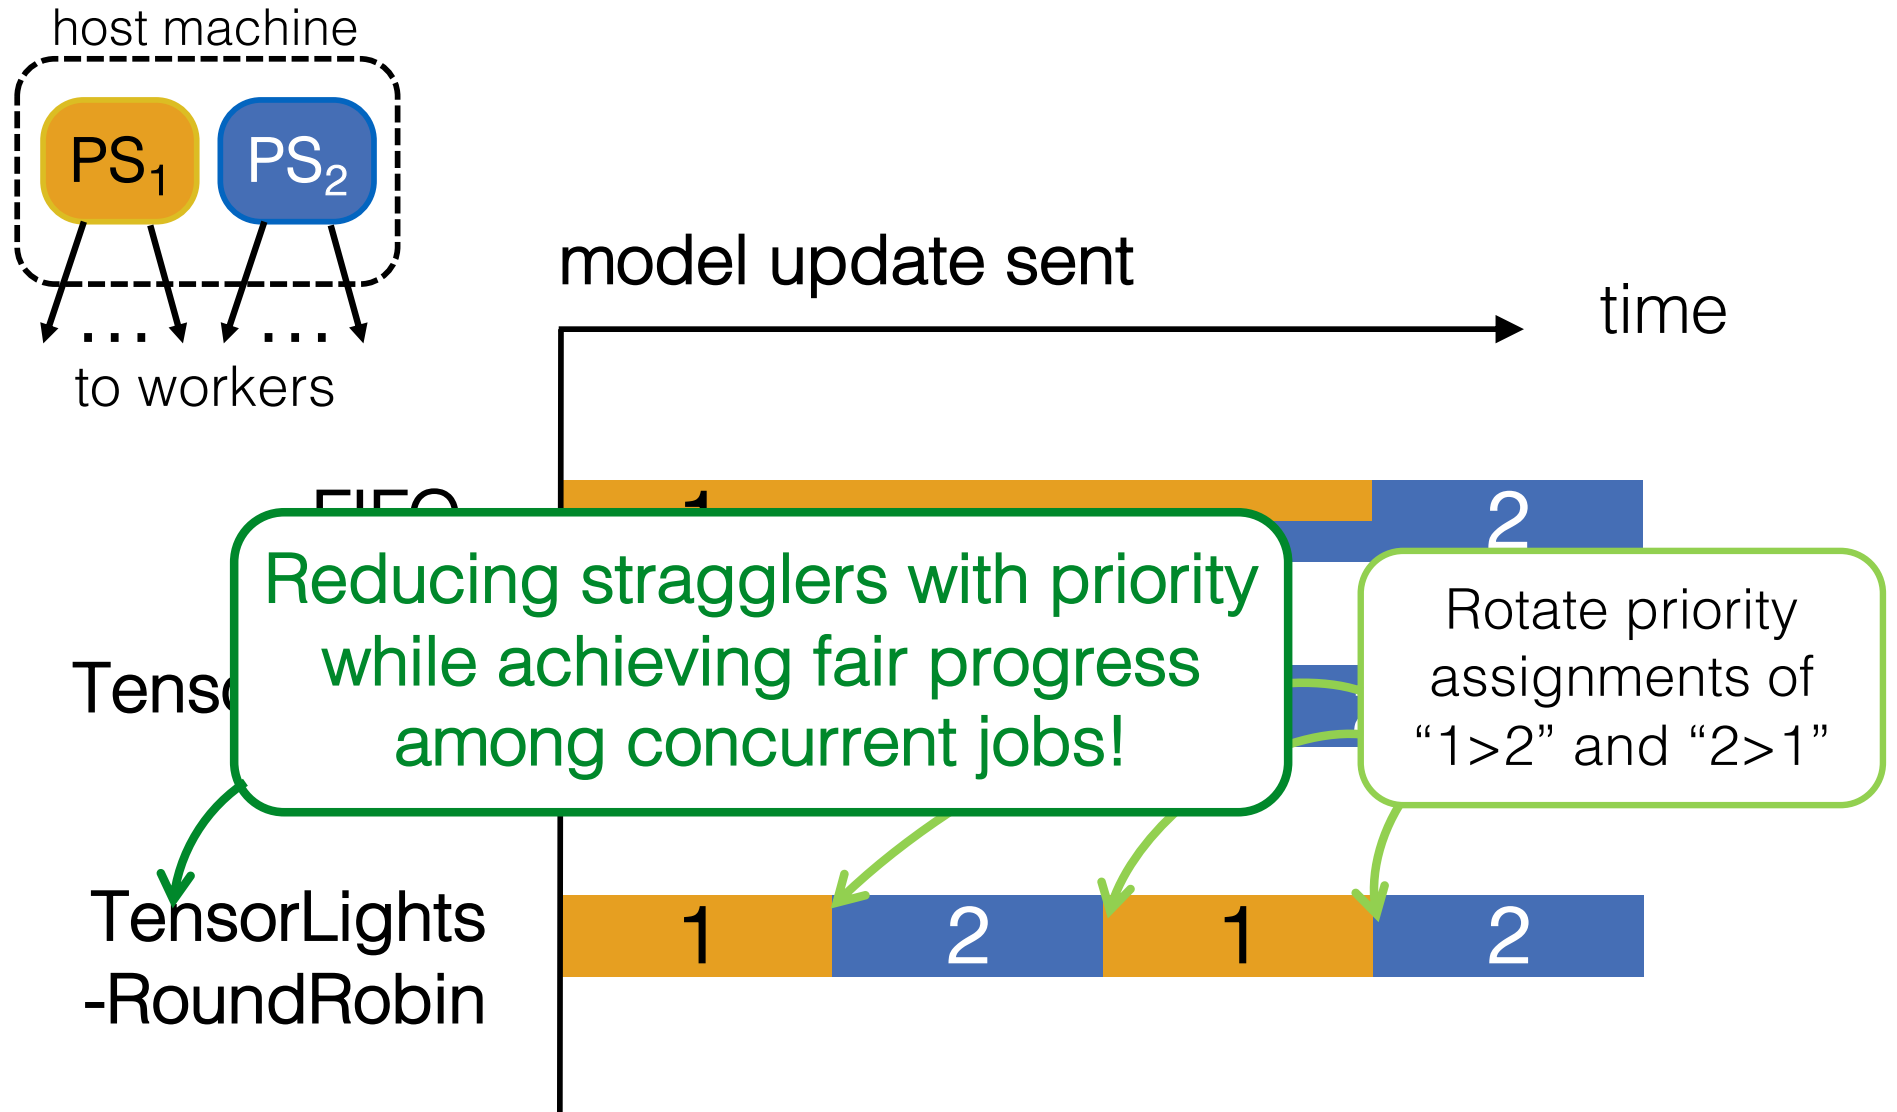 host machine
PS1 PS2
... ...
to workers
model update sent
time
2
Reducing stragglers with priority
while achieving fair progress
among concurrent jobs!
Rotate priority
assignments of
“1>2” and “2>1”
TensorLights
-RoundRobin
1 2 1 2